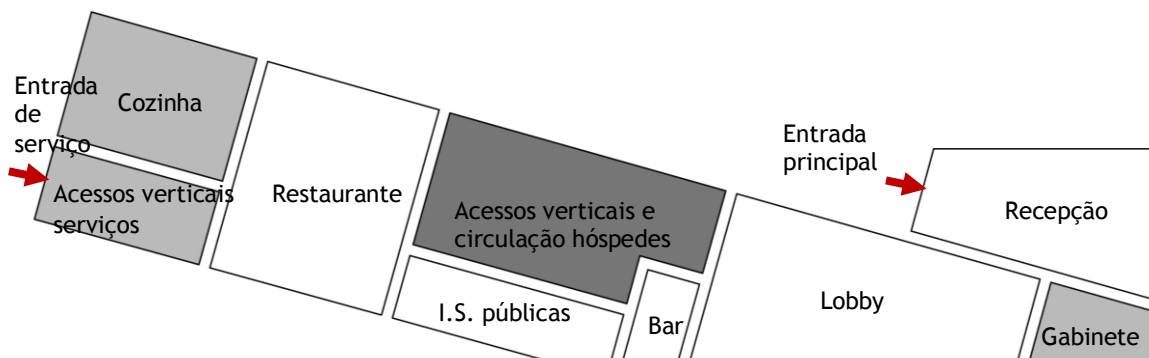 Entrada
de
serviço
Cozinha
Acessos verticais
serviços
Restaurante
Acessos verticais e
circulação hóspedes
I.S. públicas
Bar
Entrada
principal
Lobby
Recepção
Gabinete